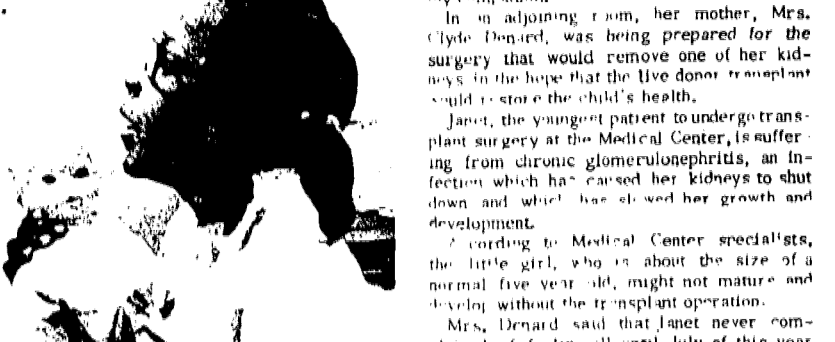 In an adjoining room, her mother, Mrs.
Clyde Denard, was being prepared for the
surgery that would remove one of her kid-
neys in the hope that the live donor transplant
would restore the child's health.
Janet, the youngest patient to undergo trans-
plant surgery at the Medical Center, is suffer-
ing from chronic glomerulonephritis, an in-
fection which has caused her kidneys to shut
down and which has slowed her growth and
development.
According to Medical Center specialists,
the little girl, who is about the size of a
normal five year old, might not mature and
develop without the transplant operation.
Mrs. Denard said that Janet never com-
until July of this year